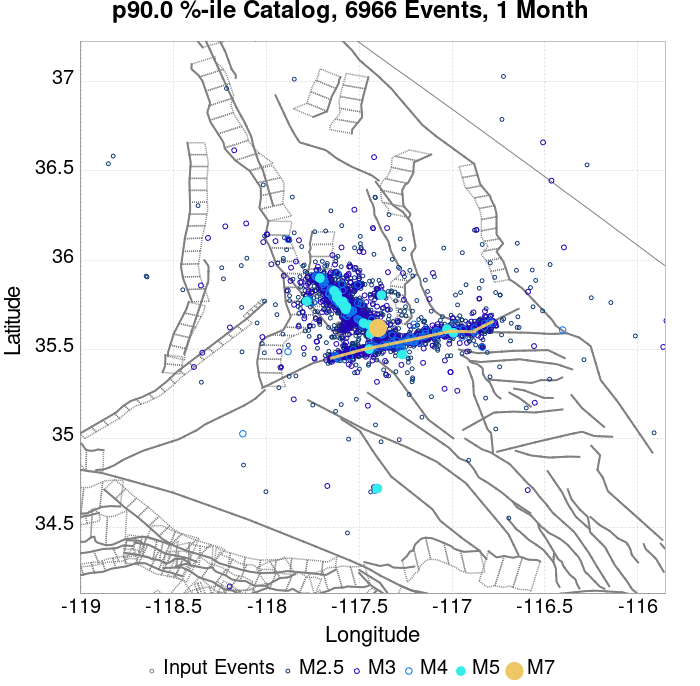 p90.0 %-ile Catalog, 6966 Events, 1 Month
37
36.5
36
35.5
35
34.5
Latitude
-119
-118.5
-118
-117.5
-117
-116.5
-116
Longitude
Input Events
M2.5
M3
M4
M5
M7